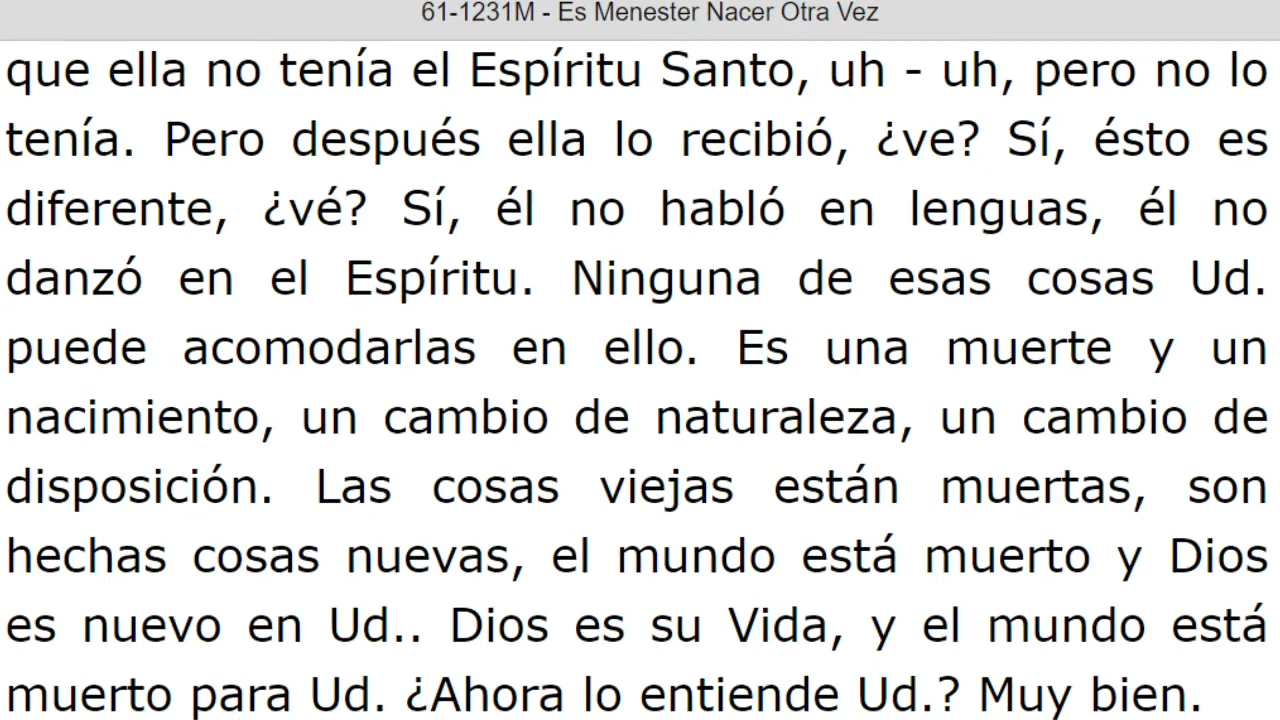 61-1231M - Es Menester Nacer Otra Vez
que ella no tenía el Espíritu Santo, uh - uh, pero no lo
tenía. Pero después ella lo recibió, ¿ve? Sí, ésto es
diferente, ¿vé? Sí, él no habló en lenguas, él no
danzó en el Espíritu. Ninguna de esas cosas Ud.
puede acomodarlas en ello. Es una muerte y un
nacimiento, un cambio de naturaleza, un cambio de
disposición. Las cosas viejas están muertas, son
hechas cosas nuevas, el mundo está muerto y Dios
es nuevo en Ud.. Dios es su Vida, y el mundo está
muerto para Ud. ¿Ahora lo entiende Ud.? Muy bien.